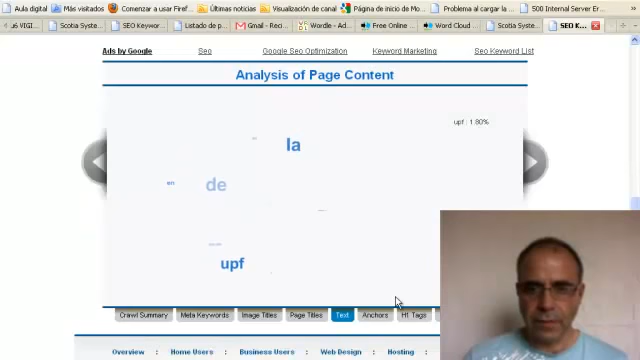 Aula digital Más visitados Comenzar a usar Firef... Últimas noticias Visualización de canal Página de inicio de Mo... Problema al cargar la ... 500 Internal Server Er...
Scotia Syste... SEO Keyword... Listado de p... Gmail - Reci... Wordle - Ad... Free Online ... Word Cloud ... Scotia System... SEO K...
Ads by Google Seo Google Seo Optimization Keyword Marketing Seo Keyword List
Analysis of Page Content
upf : 1.80%
la
en
de
upf
Crawl Summary Meta Keywords Image Titles Page Titles Text Anchors H1 Tags
Overview : Home Users : Business Users : Web Design : Hosting :